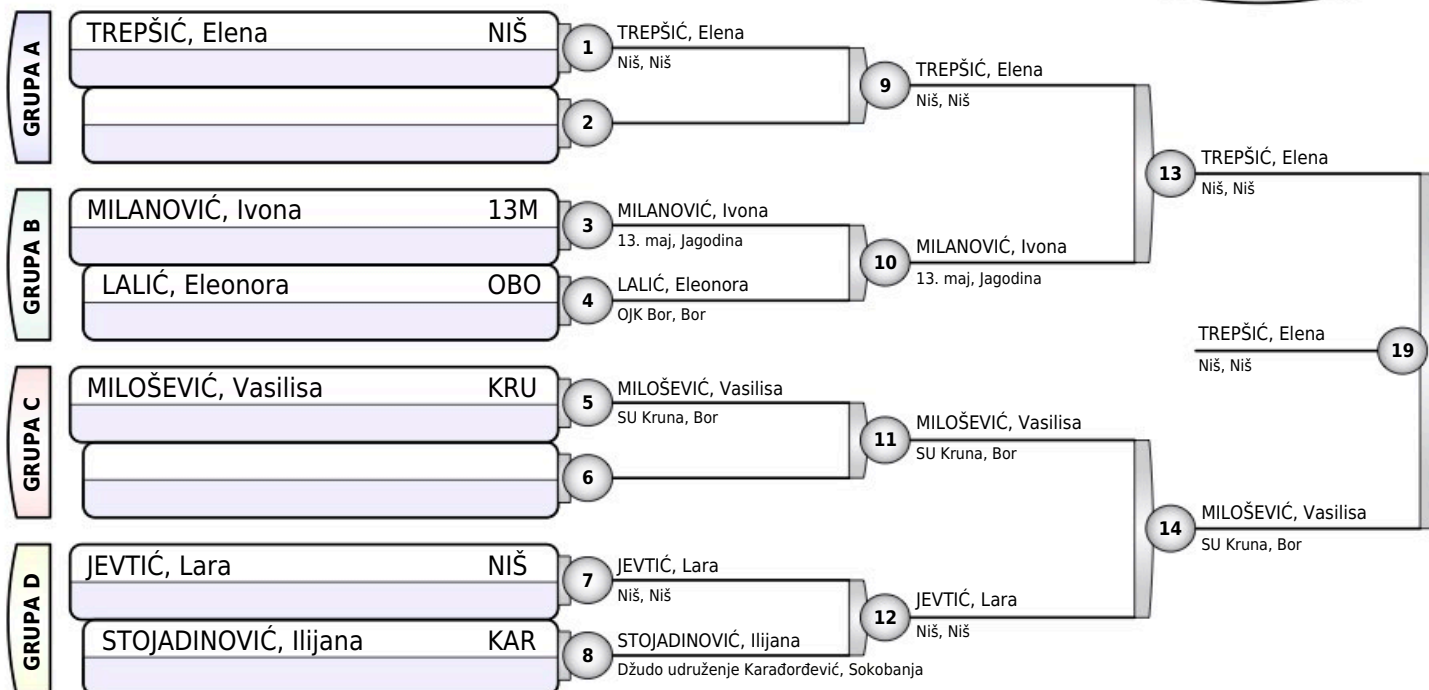 GRUPA A
TREPŠIĆ, Elena NIŠ
1
TREPŠIĆ, Elena
Niš, Niš
2
9
TREPŠIĆ, Elena
Niš, Niš
GRUPA B
MILANOVIĆ, Ivona 13M
3
MILANOVIĆ, Ivona
13. maj, Jagodina
LALIĆ, Eleonora OBO
4
LALIĆ, Eleonora
OJK Bor, Bor
10
MILANOVIĆ, Ivona
13. maj, Jagodina
13
TREPŠIĆ, Elena
Niš, Niš
GRUPA C
MILOŠEVIĆ, Vasilisa KRU
5
MILOŠEVIĆ, Vasilisa
SU Kruna, Bor
6
11
MILOŠEVIĆ, Vasilisa
SU Kruna, Bor
GRUPA D
JEVTIĆ, Lara NIŠ
7
JEVTIĆ, Lara
Niš, Niš
STOJADINOVIĆ, Ilijana KAR
8
STOJADINOVIĆ, Ilijana
Džudo udruženje Karađorđević, Sokobanja
12
JEVTIĆ, Lara
Niš, Niš
14
MILOŠEVIĆ, Vasilisa
SU Kruna, Bor
TREPŠIĆ, Elena
Niš, Niš
19